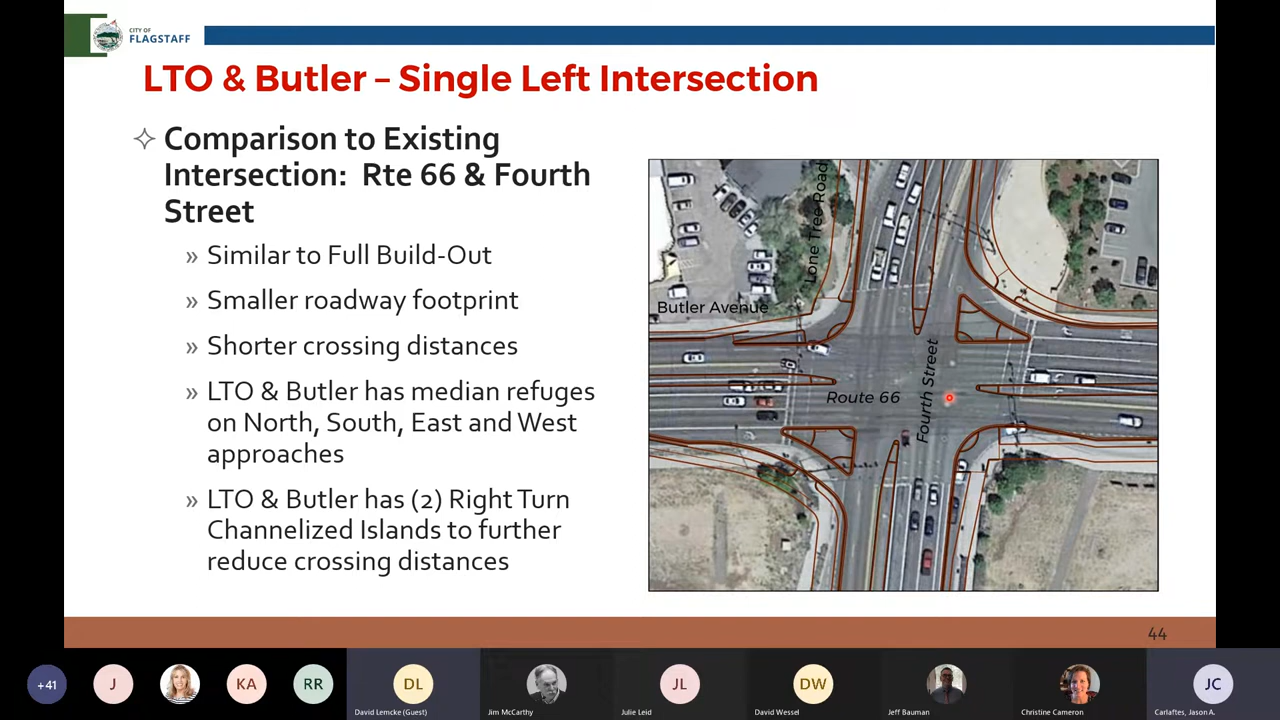 CITY OF
FLAGSTAFF
LTO & Butler – Single Left Intersection
Comparison to Existing
Intersection: Rte 66 & Fourth
Street
» Similar to Full Build-Out
» Smaller roadway footprint
» Shorter crossing distances
» LTO & Butler has median refuges
on North, South, East and West
approaches
» LTO & Butler has (2) Right Turn
Channelized Islands to further
reduce crossing distances
Lone Tree Road
Butler Avenue
Route 66
Fourth Street
44
+41
J
KA
RR
DL
JL
DW
JC
David Lemcke (Guest)
Jim McCarthy
Julie Leid
David Wessel
Jeff Bauman
Christine Cameron
Carlaftes, Jason A.